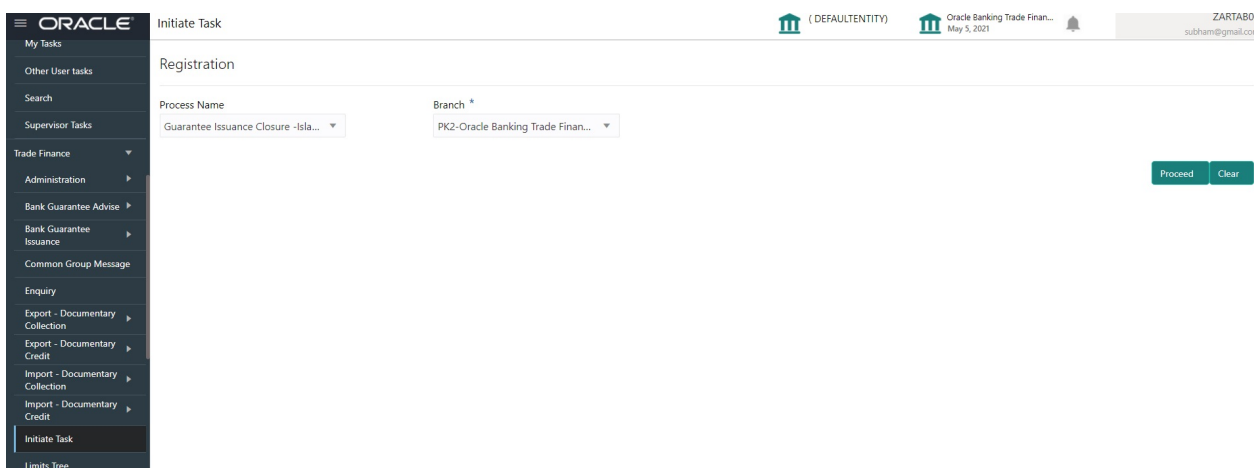 ORACLE
Initiate Task
( DEFAULTENTITY)
Oracle Banking Trade Finan...
May 5, 2021
ZARTAB0
subham@gmail.co
My Tasks
Other User tasks
Search
Supervisor Tasks
Trade Finance
Administration
Bank Guarantee Advise
Bank Guarantee
Issuance
Common Group Message
Enquiry
Export - Documentary
Collection
Export - Documentary
Credit
Import - Documentary
Collection
Import - Documentary
Credit
Initiate Task
Limits Tree
Registration
Process Name
Branch *
Guarantee Issuance Closure -Isla...
PK2-Oracle Banking Trade Finan...
Proceed
Clear